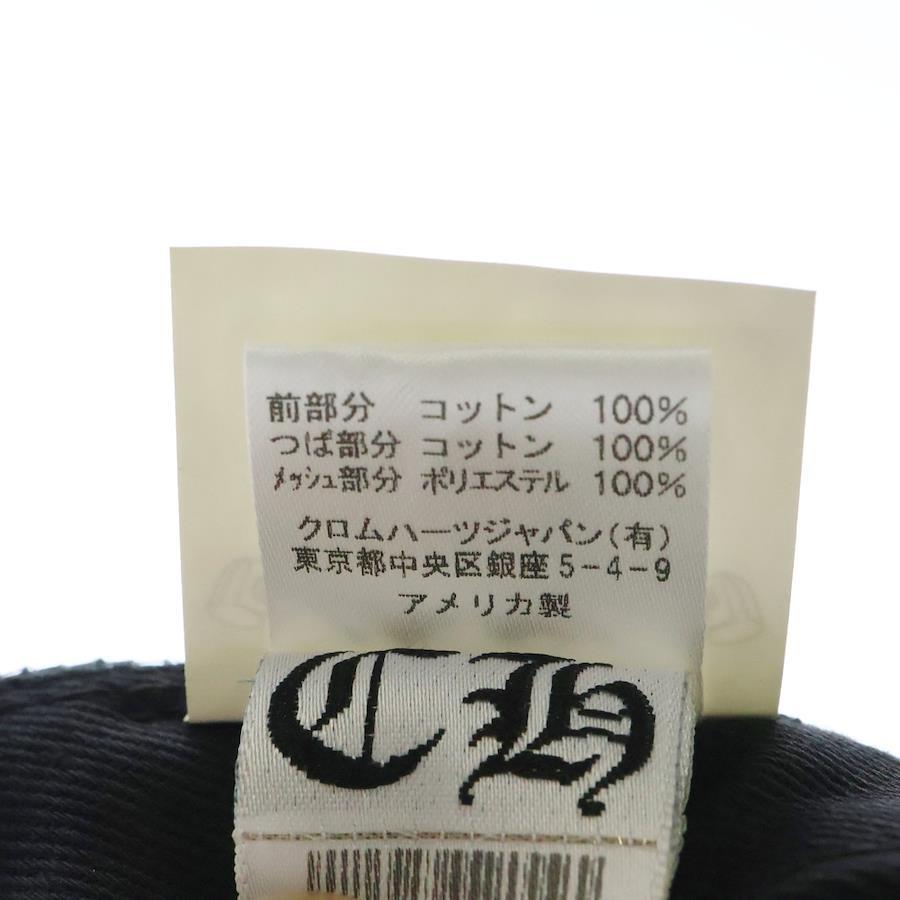 前部分 コットン 100%
つば部分 コットン 100%
メッシュ部分 ポリエステル 100%
クロムハーツジャパン(有)
東京都中央区銀座5-4-9
アメリカ製
CH